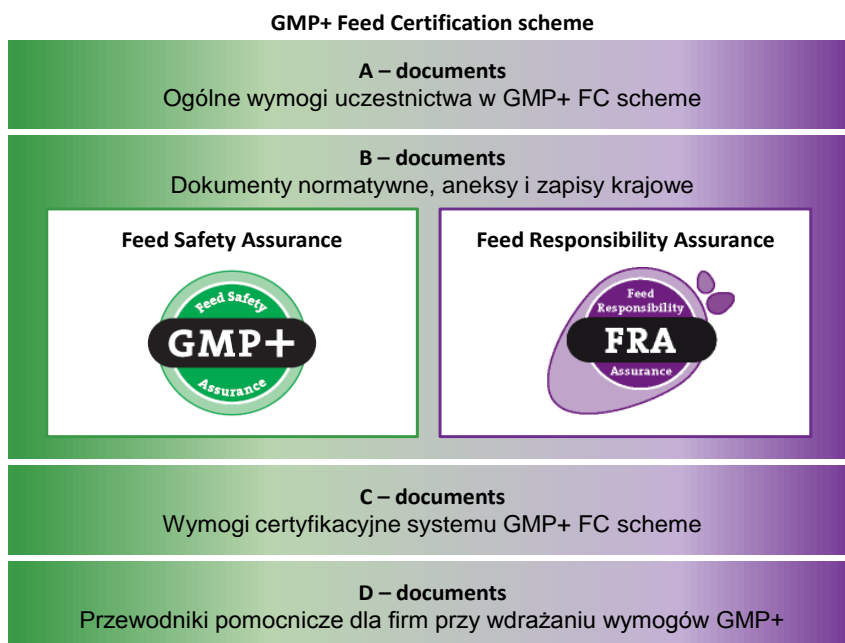 GMP+ Feed Certification scheme
A – documents
Ogólne wymogi uczestnictwa w GMP+ FC scheme
B – documents
Dokumenty normatywne, aneksy i zapisy krajowe
Feed Safety Assurance
Feed Safety
GMP+
Assurance
Feed Responsibility Assurance
Feed
Responsibility
FRA
Assurance
C – documents
Wymogi certyfikacyjne systemu GMP+ FC scheme
D – documents
Przewodniki pomocnicze dla firm przy wdrażaniu wymogów GMP+